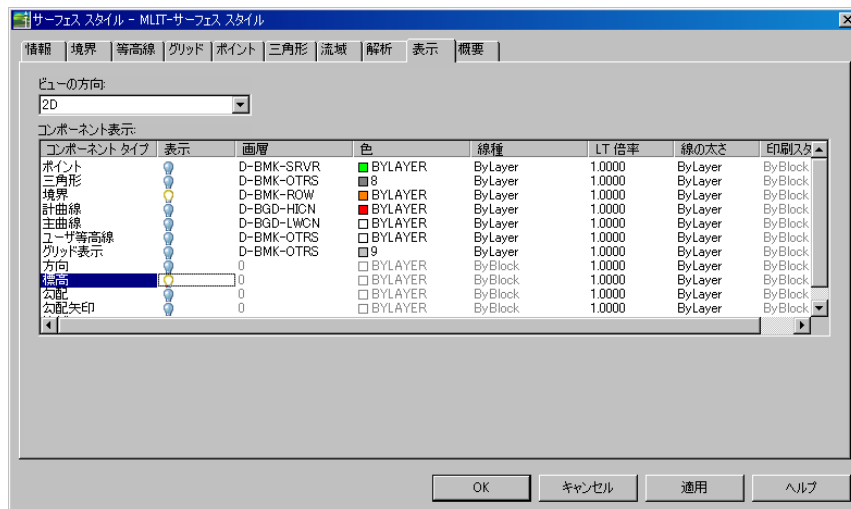 サーフェス スタイル - MLIT-サーフェス スタイル
情報 境界 等高線 グリッド ポイント 三角形 流域 解析 表示 概要
ビューの方向:
2D
コンポーネント表示:
コンポーネント タイプ 表示 画層 色 線種 LT 倍率 線の太さ 印刷スタ
ポイント D-BMK-SRVR BYLAYER ByLayer 1.0000 ByLayer ByBlock
三角形 D-BMK-OTRS 8 ByLayer 1.0000 ByLayer ByBlock
境界 D-BMK-ROW BYLAYER ByLayer 1.0000 ByLayer ByBlock
計曲線 D-BGD-HICN BYLAYER ByLayer 1.0000 ByLayer ByBlock
主曲線 D-BGD-LWCN BYLAYER ByLayer 1.0000 ByLayer ByBlock
ユーザ等高線 D-BMK-OTRS BYLAYER ByLayer 1.0000 ByLayer ByBlock
グリッド表示 D-BMK-OTRS 9 ByLayer 1.0000 ByLayer ByBlock
方向 0 BYLAYER ByBlock 1.0000 ByLayer ByBlock
標高 0 BYLAYER ByBlock 1.0000 ByLayer ByBlock
勾配 0 BYLAYER ByBlock 1.0000 ByLayer ByBlock
勾配矢印 0 BYLAYER ByBlock 1.0000 ByLayer ByBlock
OK キャンセル 適用 ヘルプ